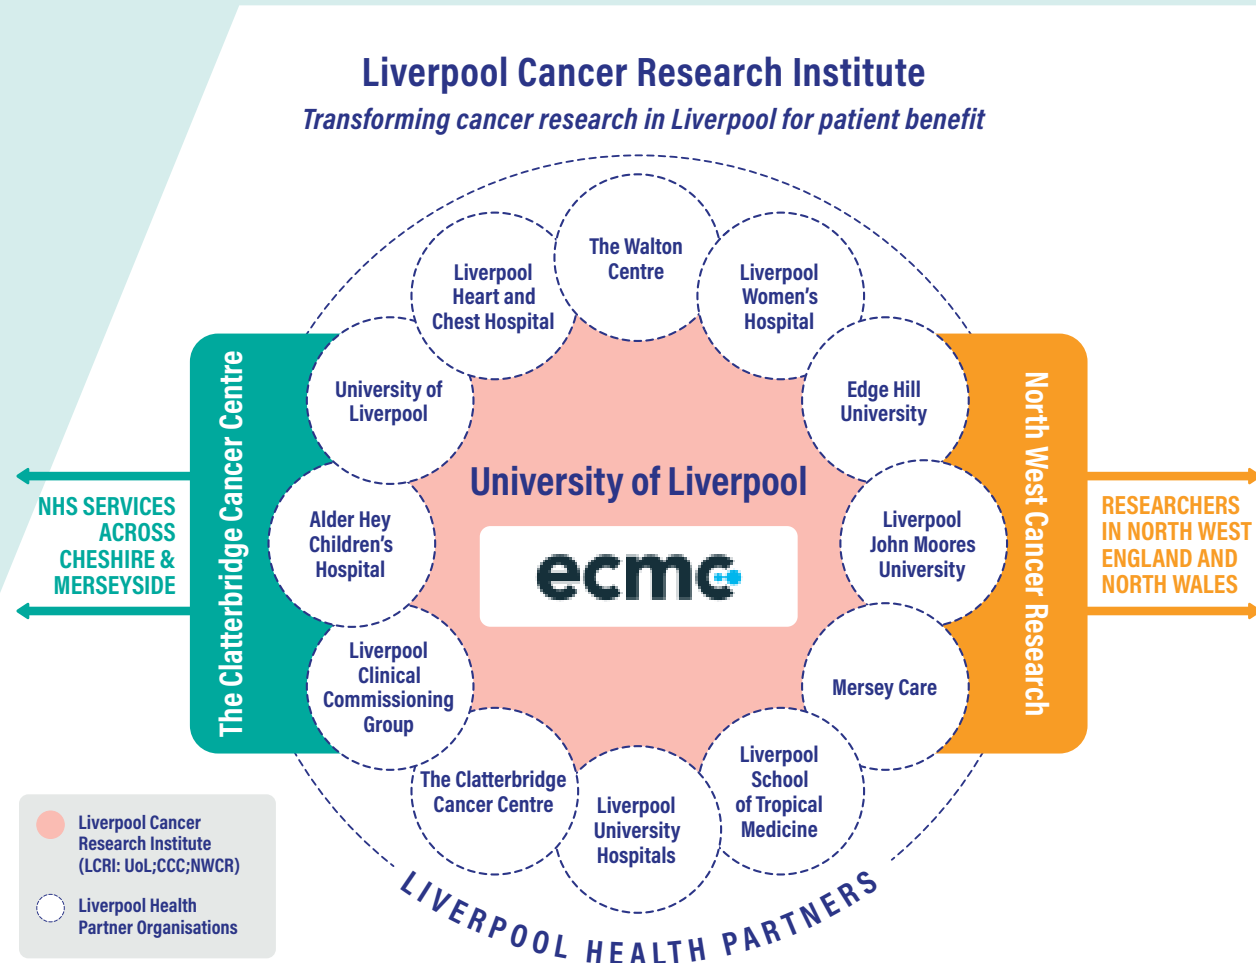 Liverpool Cancer Research Institute
Transforming cancer research in Liverpool for patient benefit
The Walton
Centre
Liverpool
Heart and
Chest Hospital
Liverpool
Women's
Hospital
University of
Liverpool
Edge Hill
University
The Clatterbridge Cancer Centre
North West Cancer Research
University of Liverpool
ecmc
NHS SERVICES
ACROSS
CHESHIRE &
MERSEYSIDE
RESEARCHERS
IN NORTH WEST
ENGLAND AND
NORTH WALES
Alder Hey
Children's
Hospital
Liverpool
John Moores
University
Liverpool
Clinical
Commissioning
Group
Mersey Care
The Clatterbridge
Cancer Centre
Liverpool
University
Hospitals
Liverpool
School
of Tropical
Medicine
LIVERPOOL HEALTH PARTNERS
Liverpool Cancer
Research Institute
(LCRI: UoL;CCC;NWCR)
Liverpool Health
Partner Organisations